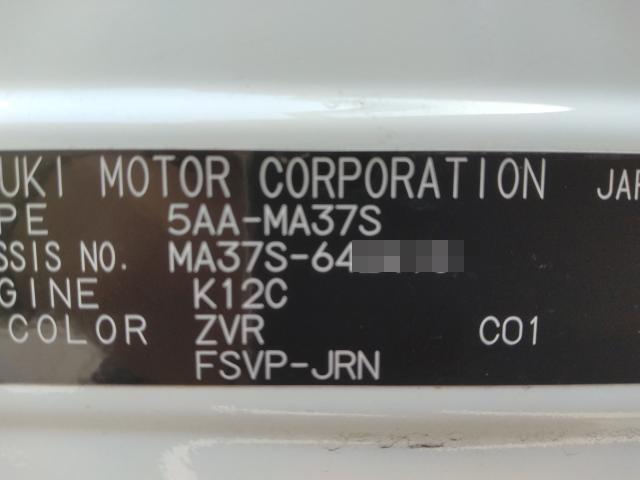 UKI MOTOR CORPORATION JAP
PE 5AA-MA37S
SSIS NO. MA37S-64
GINE K12C
COLOR ZVR C01
FSVP-JRN